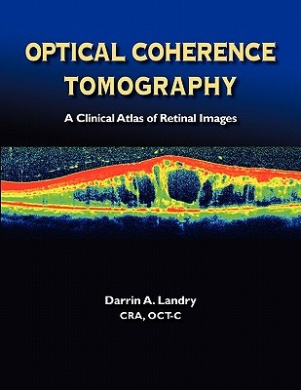 OPTICAL COHERENCE
TOMOGRAPHY
A Clinical Atlas of Retinal Images
Darrin A. Landry
CRA, OCT-C